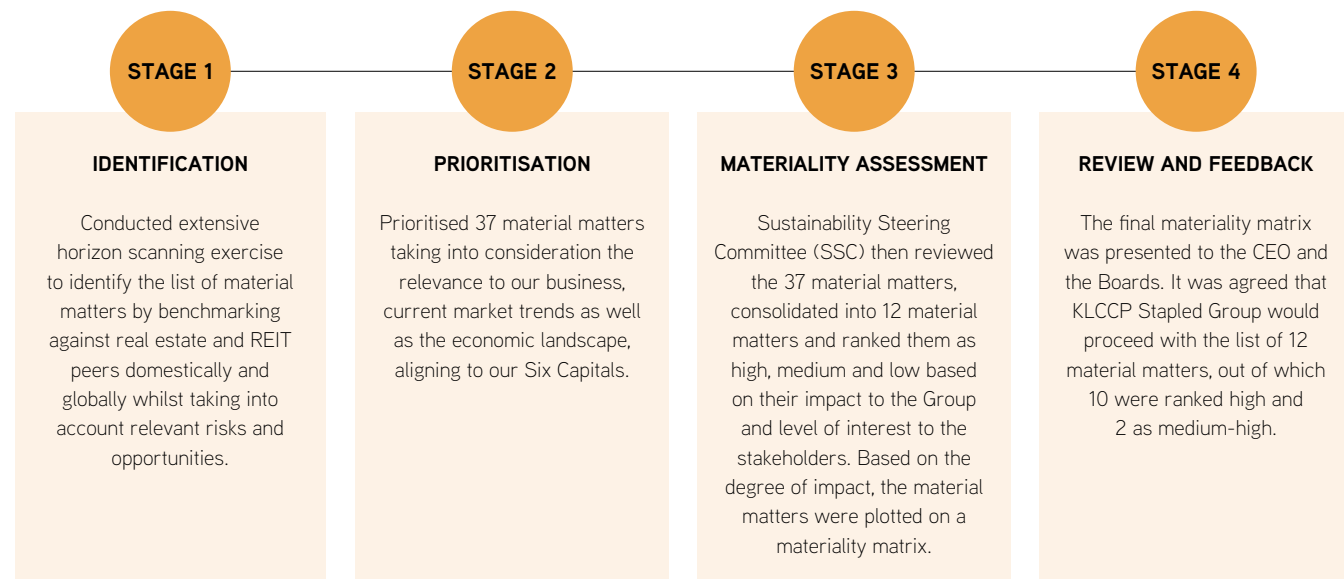 STAGE 1
IDENTIFICATION
Conducted extensive
horizon scanning exercise
to identify the list of material
matters by benchmarking
against real estate and REIT
peers domestically and
globally whilst taking into
account relevant risks and
opportunities.
STAGE 2
PRIORITISATION
Prioritised 37 material matters
taking into consideration the
relevance to our business,
current market trends as well
as the economic landscape,
aligning to our Six Capitals.
STAGE 3
MATERIALITY ASSESSMENT
Sustainability Steering
Committee (SSC) then reviewed
the 37 material matters,
consolidated into 12 material
matters and ranked them as
high, medium and low based
on their impact to the Group
and level of interest to the
stakeholders. Based on the
degree of impact, the material
matters were plotted on a
materiality matrix.
STAGE 4
REVIEW AND FEEDBACK
The final materiality matrix
was presented to the CEO and
the Boards. It was agreed that
KLCCP Stapled Group would
proceed with the list of 12
material matters, out of which
10 were ranked high and
2 as medium-high.